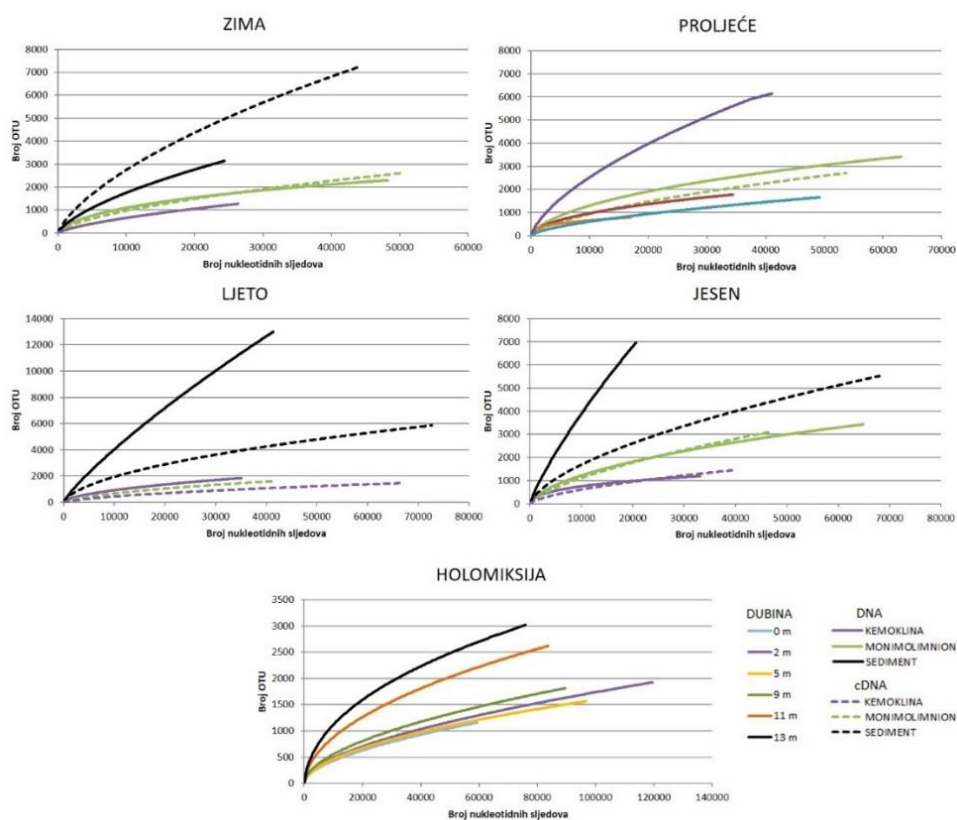 ZIMA
8000
7000
6000
5000
4000
3000
2000
1000
0
Broj OTU
0 10000 20000 30000 40000 50000 60000
Broj nukleotidnih sljedova
PROLJEĆE
8000
7000
6000
5000
4000
3000
2000
1000
0
Broj OTU
0 10000 20000 30000 40000 50000 60000 70000
Broj nukleotidnih sljedova
LJETO
14000
12000
10000
8000
6000
4000
2000
0
Broj OTU
0 10000 20000 30000 40000 50000 60000 70000 80000
Broj nukleotidnih sljedova
JESEN
8000
7000
6000
5000
4000
3000
2000
1000
0
Broj OTU
0 10000 20000 30000 40000 50000 60000 70000 80000
Broj nukleotidnih sljedova
HOLOMIKSIJA
3500
3000
2500
2000
1500
1000
500
0
Broj OTU
0 20000 40000 60000 80000 100000 120000 140000
Broj nukleotidnih sljedova
DUBINA
0 m
2 m
5 m
9 m
11 m
13 m
DNA
KEMOKLINA
MONIMOLIMNION
SEDIMENT
cDNA
KEMOKLINA
MONIMOLIMNION
SEDIMENT